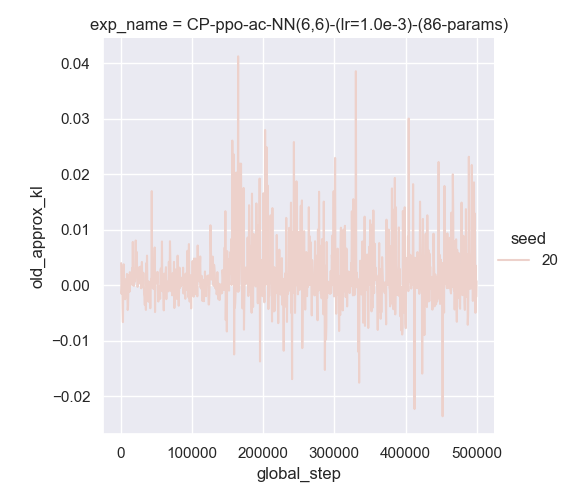 exp_name = CP-ppo-ac-NN(6,6)-(lr=1.0e-3)-(86-params)
0.04
0.03
0.02
0.01
0.00
−0.01
−0.02
old_approx_kl
0 100000 200000 300000 400000 500000
global_step
seed
20